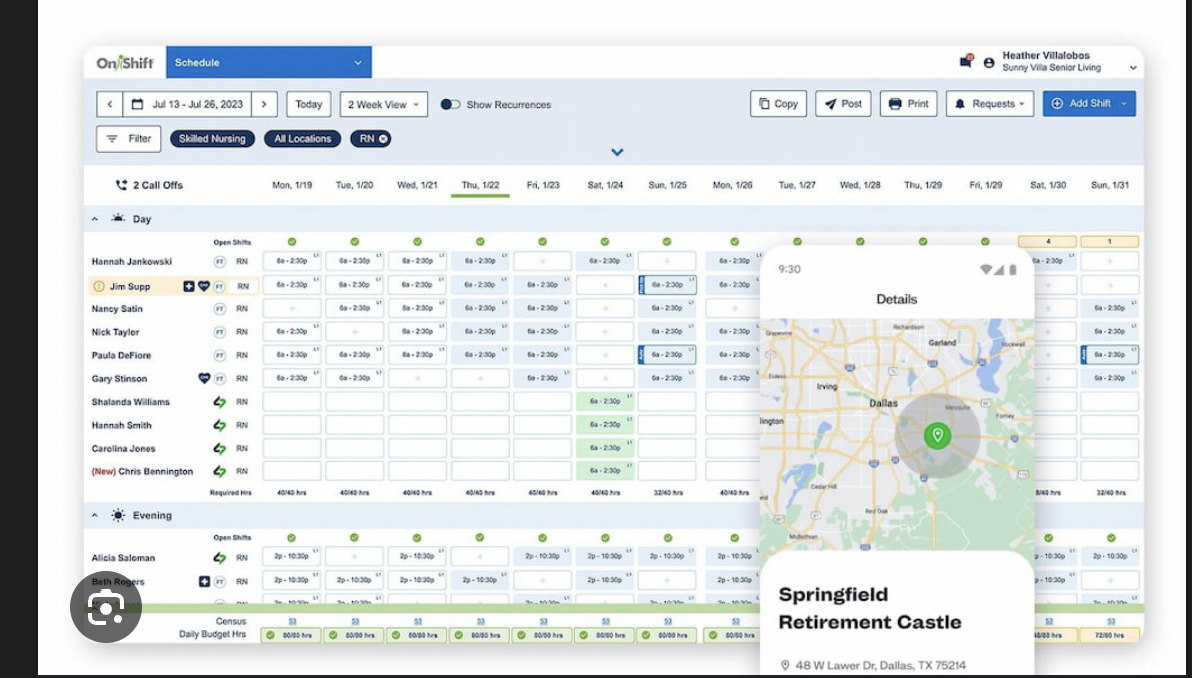 OnShift Schedule Heather Villalobos
Sunny Villa Senior Living
Jul 13 - Jul 26, 2023 Today 2 Week View Show Recurrences Copy Post Print Requests Add Shift
Filter Skilled Nursing All Locations RN
2 Call Offs Mon, 1/19 Tue, 1/20 Wed, 1/21 Thu, 1/22 Fri, 1/23 Sat, 1/24 Sun, 1/25 Mon, 1/26 Tue, 1/27 Wed, 1/28 Thu, 1/29 Fri, 1/29 Sat, 1/30 Sun, 1/31
Day
Open Shifts 4 1
Hannah Jankowski FT RN 6a - 2:30p 6a - 2:30p 6a - 2:30p 6a - 2:30p 6a - 2:30p 6a - 2:30p
Jim Supp FT RN 6a - 2:30p 6a - 2:30p 6a - 2:30p 6a - 2:30p 6a - 2:30p 6a - 2:30p
Nancy Satin FT RN 6a - 2:30p 6a - 2:30p 6a - 2:30p 6a - 2:30p 6a - 2:30p 6a - 2:30p 6a - 2:30p 6a - 2:30p
Nick Taylor FT RN 6a - 2:30p 6a - 2:30p 6a - 2:30p 6a - 2:30p 6a - 2:30p 6a - 2:30p 6a - 2:30p
Paula DeFiore FT RN 6a - 2:30p 6a - 2:30p 6a - 2:30p 6a - 2:30p 6a - 2:30p 6a - 2:30p 6a - 2:30p 6a - 2:30p
Gary Stinson FT RN 6a - 2:30p 6a - 2:30p 6a - 2:30p 6a - 2:30p 6a - 2:30p 6a - 2:30p
Shalanda Williams RN 6a - 2:30p
Hannah Smith RN 6a - 2:30p
Carolina Jones RN 6a - 2:30p
(New) Chris Bennington RN 6a - 2:30p
Required Hrs 40/40 hrs 40/40 hrs 40/40 hrs 40/40 hrs 40/40 hrs 40/40 hrs 32/40 hrs 40/40 hrs 32/40 hrs
Evening
Open Shifts
Alicia Saloman RN 2p - 10:30p 2p - 10:30p 2p - 10:30p 2p - 10:30p 2p - 10:30p 2p - 10:30p 2p - 10:30p
Beth Rogers FT RN 2p - 10:30p 2p - 10:30p 2p - 10:30p 2p - 10:30p 2p - 10:30p 2p - 10:30p
Census 53 53 53 53 53 53 53 53 53 53
Daily Budget Hrs 80/80 hrs 80/80 hrs 80/80 hrs 80/80 hrs 80/80 hrs 80/80 hrs 80/80 hrs 80/80 hrs 72/80 hrs
9:30
Details
Richardson
Garland
Rockwall
Euless
Irving
Dallas
Mesquite
Forney
Cedar Hill
Red Oak
Midlothian
Springfield
Retirement Castle
48 W Lawer Dr, Dallas, TX 75214